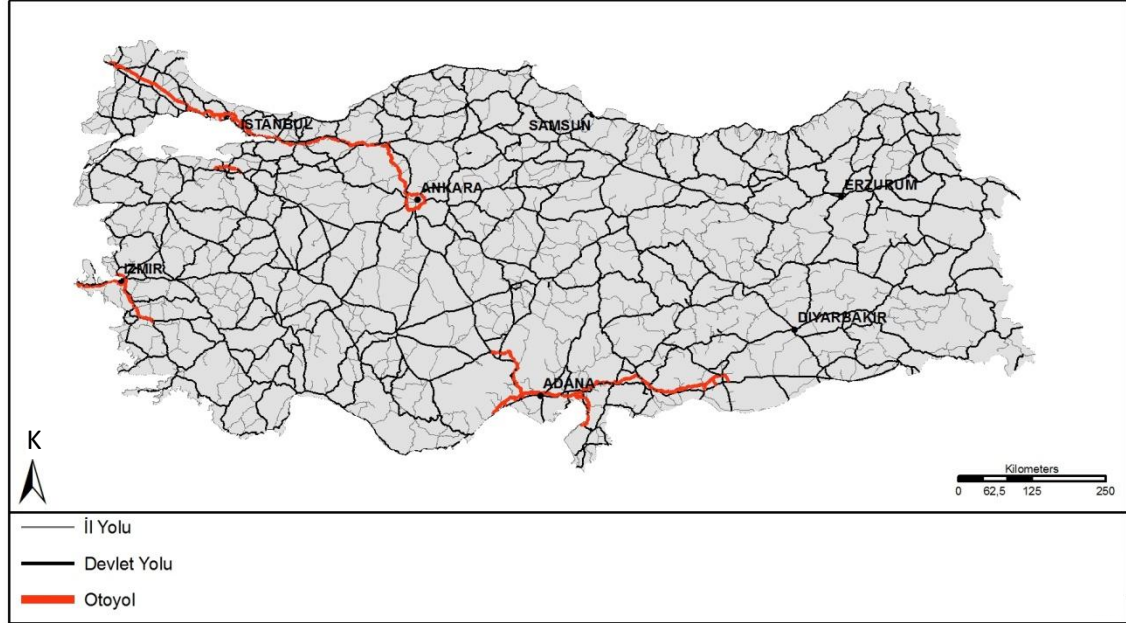 İSTANBUL
SAMSUN
ANKARA
ERZURUM
İZMİR
DİYARBAKIR
ADANA
K
Kilometers
0 62,5 125 250
İl Yolu
Devlet Yolu
Otoyol